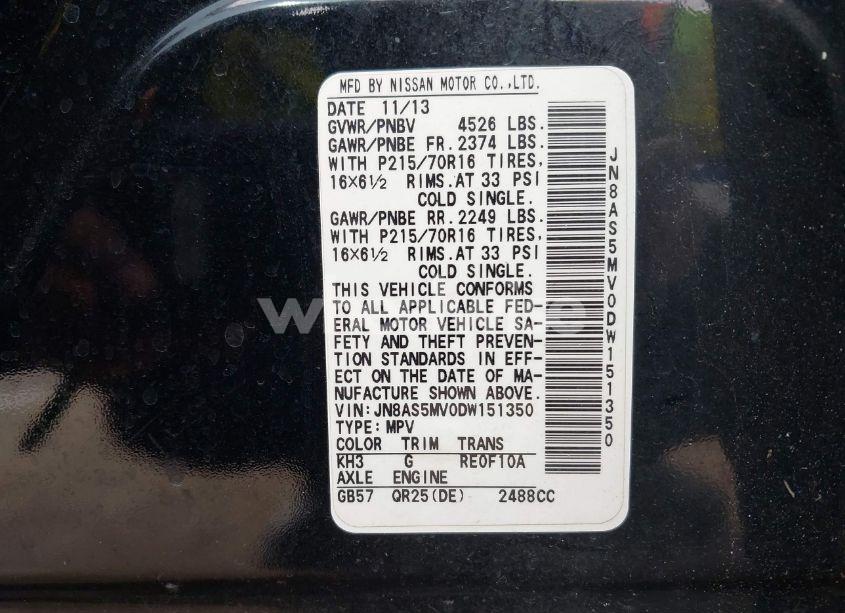 MFD BY NISSAN MOTOR CO.,LTD.
DATE 11/13
GVWR/PNBV 4526 LBS.
GAWR/PNBE FR. 2374 LBS.
WITH P215/70R16 TIRES,
16×6½ RIMS. AT 33 PSI
COLD SINGLE.
GAWR/PNBE RR. 2249 LBS.
WITH P215/70R16 TIRES,
16×6½ RIMS. AT 33 PSI
COLD SINGLE.
THIS VEHICLE CONFORMS
TO ALL APPLICABLE FED-
ERAL MOTOR VEHICLE SA-
FETY AND THEFT PREVEN-
TION STANDARDS IN EFF-
ECT ON THE DATE OF MA-
NUFACTURE SHOWN ABOVE.
VIN: JN8AS5MV0DW151350
TYPE: MPV
COLOR TRIM TRANS
KH3 G RE0F10A
AXLE ENGINE
GB57 QR25(DE) 2488CC
JN8AS5MV0DW151350